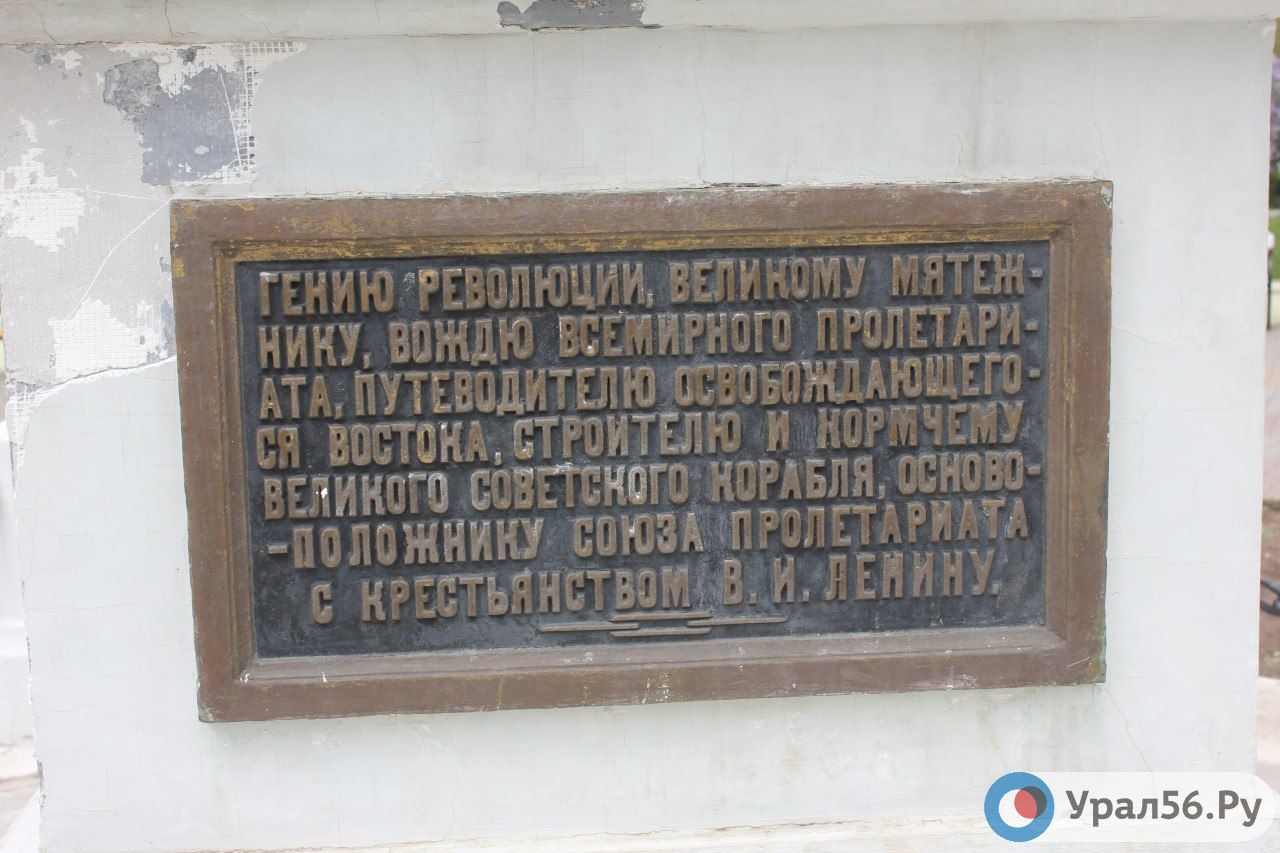 ГЕНИЮ РЕВОЛЮЦИИ, ВЕЛИКОМУ МЯТЕЖ-
НИКУ, ВОЖДЮ ВСЕМИРНОГО ПРОЛЕТАРИ-
АТА, ПУТЕВОДИТЕЛЮ ОСВОБОЖДАЮЩЕГО-
СЯ ВОСТОКА, СТРОИТЕЛЮ И КОРМЧЕМУ
ВЕЛИКОГО СОВЕТСКОГО КОРАБЛЯ, ОСНОВО-
-ПОЛОЖНИКУ СОЮЗА ПРОЛЕТАРИАТА
С КРЕСТЬЯНСТВОМ В. И. ЛЕНИНУ.
Урал56.Ру